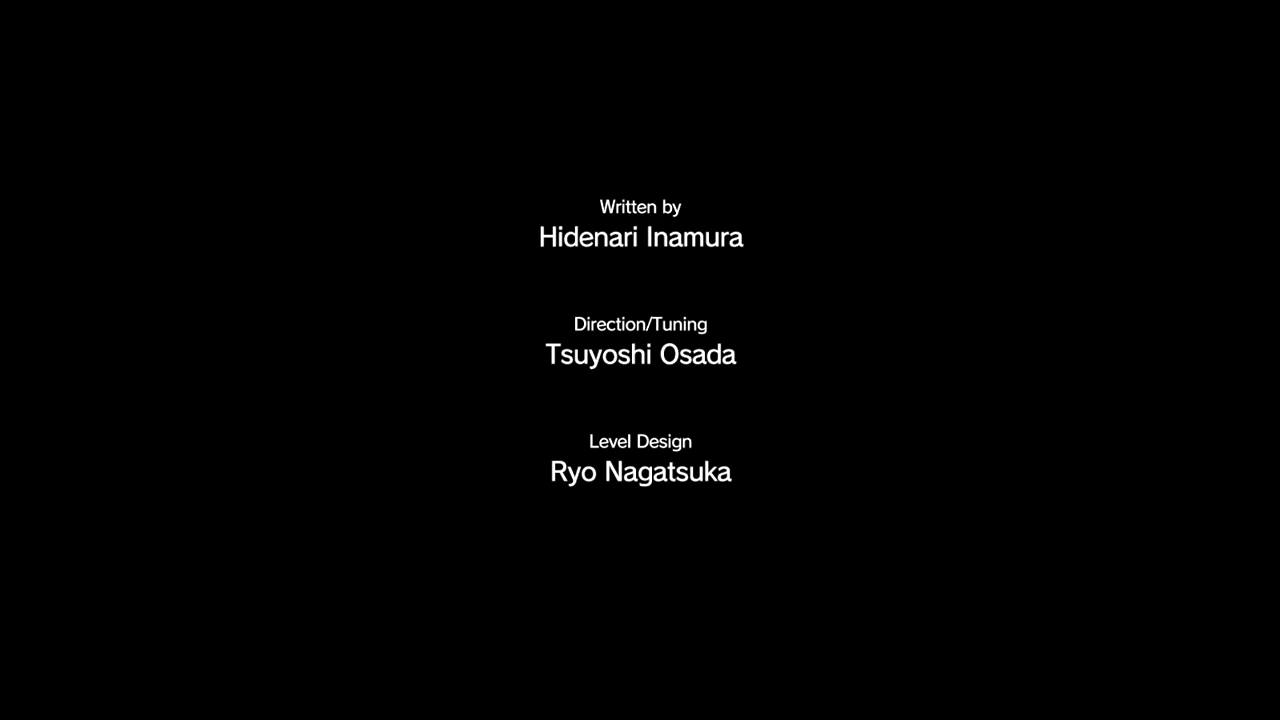 Written by
Hidenari Inamura
Direction/Tuning
Tsuyoshi Osada
Level Design
Ryo Nagatsuka